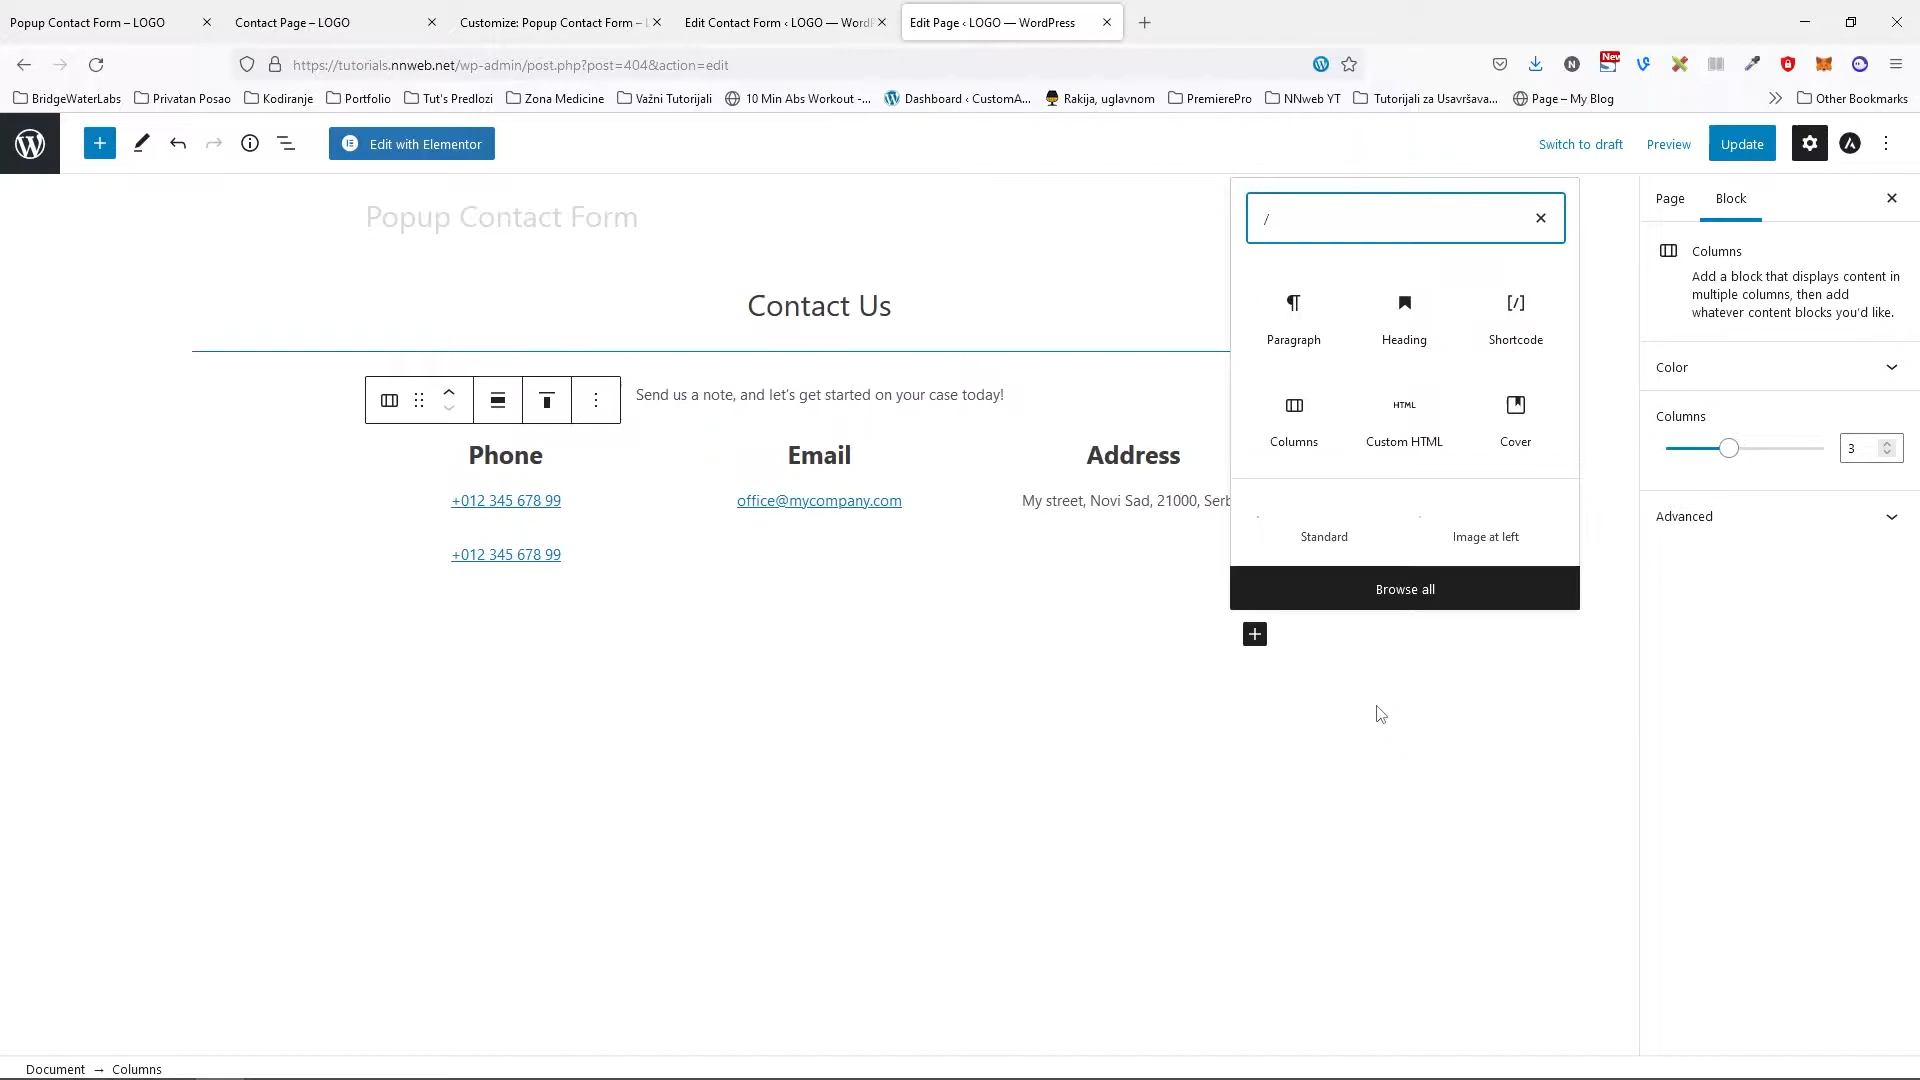 Popup Contact Form – LOGO
Contact Page – LOGO
Customize: Popup Contact Form –
Edit Contact Form ‹ LOGO — Word
Edit Page ‹ LOGO — WordPress
https://tutorials.nnweb.net/wp-admin/post.php?post=404&action=edit
New
BridgeWaterLabs
Privatan Posao
Kodiranje
Portfolio
Tut's Predlozi
Zona Medicine
Važni Tutorijali
10 Min Abs Workout -...
Dashboard ‹ CustomA...
Rakija, uglavnom
PremierePro
NNweb YT
Tutorijali za Usavršava...
Page – My Blog
Other Bookmarks
Edit with Elementor
Switch to draft
Preview
Update
Popup Contact Form
/
Page
Block
Columns
Add a block that displays content in
multiple columns, then add
whatever content blocks you'd like.
Contact Us
Paragraph
Heading
Shortcode
[/]
Color
Send us a note, and let's get started on your case today!
HTML
Columns
Custom HTML
Cover
Columns
3
Phone
Email
Address
+012 345 678 99
office@mycompany.com
My street, Novi Sad, 21000, Serb
+012 345 678 99
Standard
Image at left
Advanced
Browse all
Document → Columns